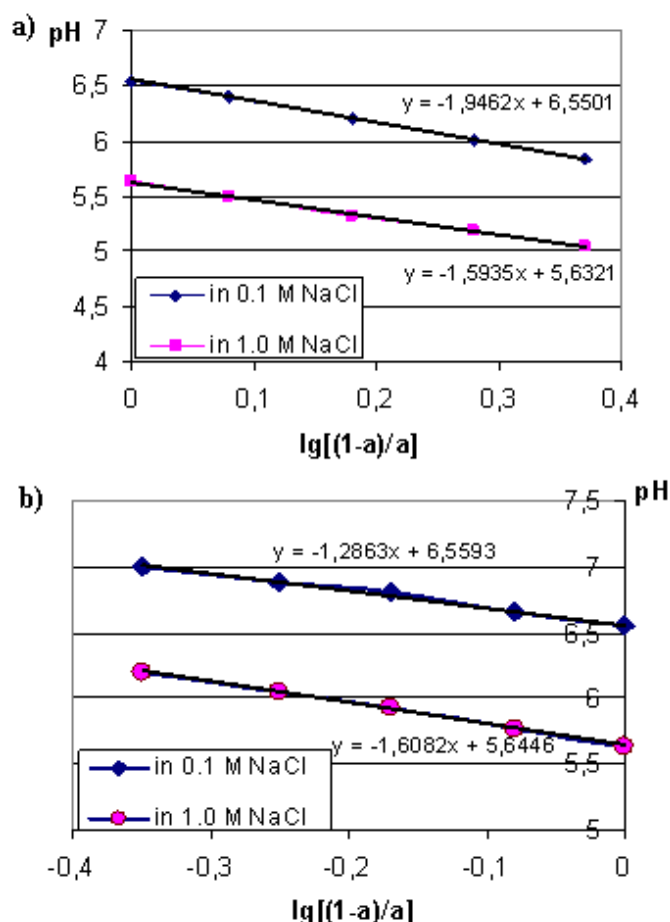 a)
pH
7
6,5
6
5,5
5
4,5
4
y = -1,9462x + 6,5501
y = -1,5935x + 5,6321
in 0.1 M NaCl
in 1.0 M NaCl
0 0,1 0,2 0,3 0,4
lg[(1-a)/a]
b)
pH
7,5
7
6,5
6
5,5
5
y = -1,2863x + 6,5593
y = -1,6082x + 5,6446
in 0.1 M NaCl
in 1.0 M NaCl
-0,4 -0,3 -0,2 -0,1 0
lg[(1-a)/a]